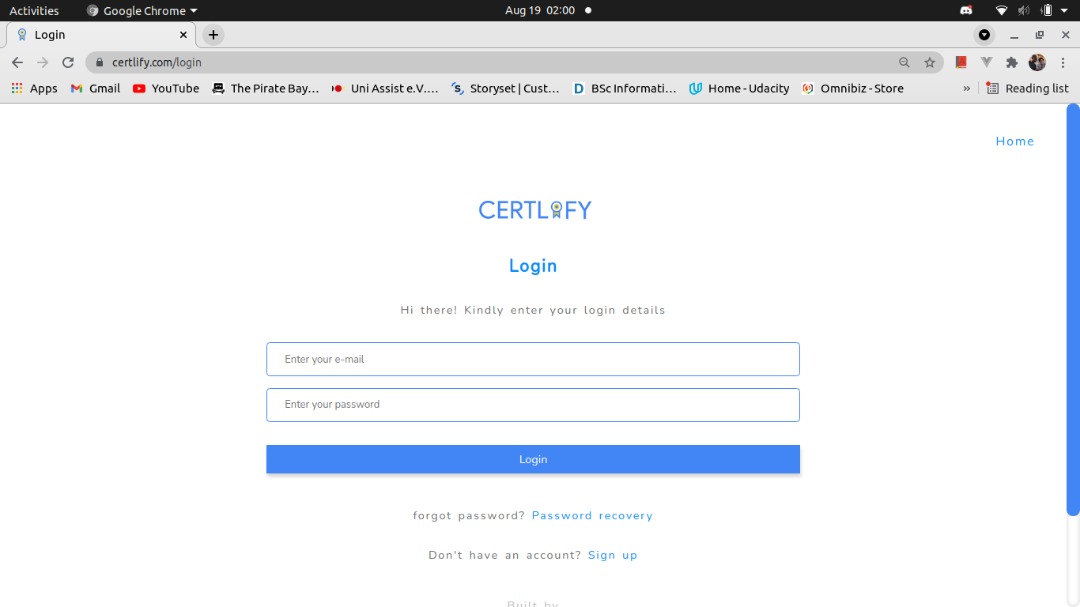 Activities Google Chrome Aug 19 02:00
Login
certlify.com/login
Apps Gmail YouTube The Pirate Bay... Uni Assist e.V.... Storyset | Cust... BSc Informati... Home - Udacity Omnibiz - Store » Reading list
Home
CERTLIFY
Login
Hi there! Kindly enter your login details
Enter your e-mail
Enter your password
Login
forgot password? Password recovery
Don't have an account? Sign up
Built by